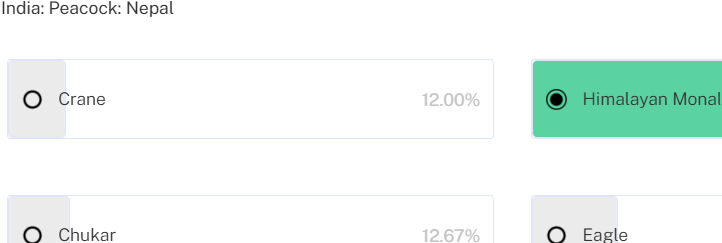 India: Peacock: Nepal
Crane 12.00% Himalayan Monal
Chukar 12.67% Eagle